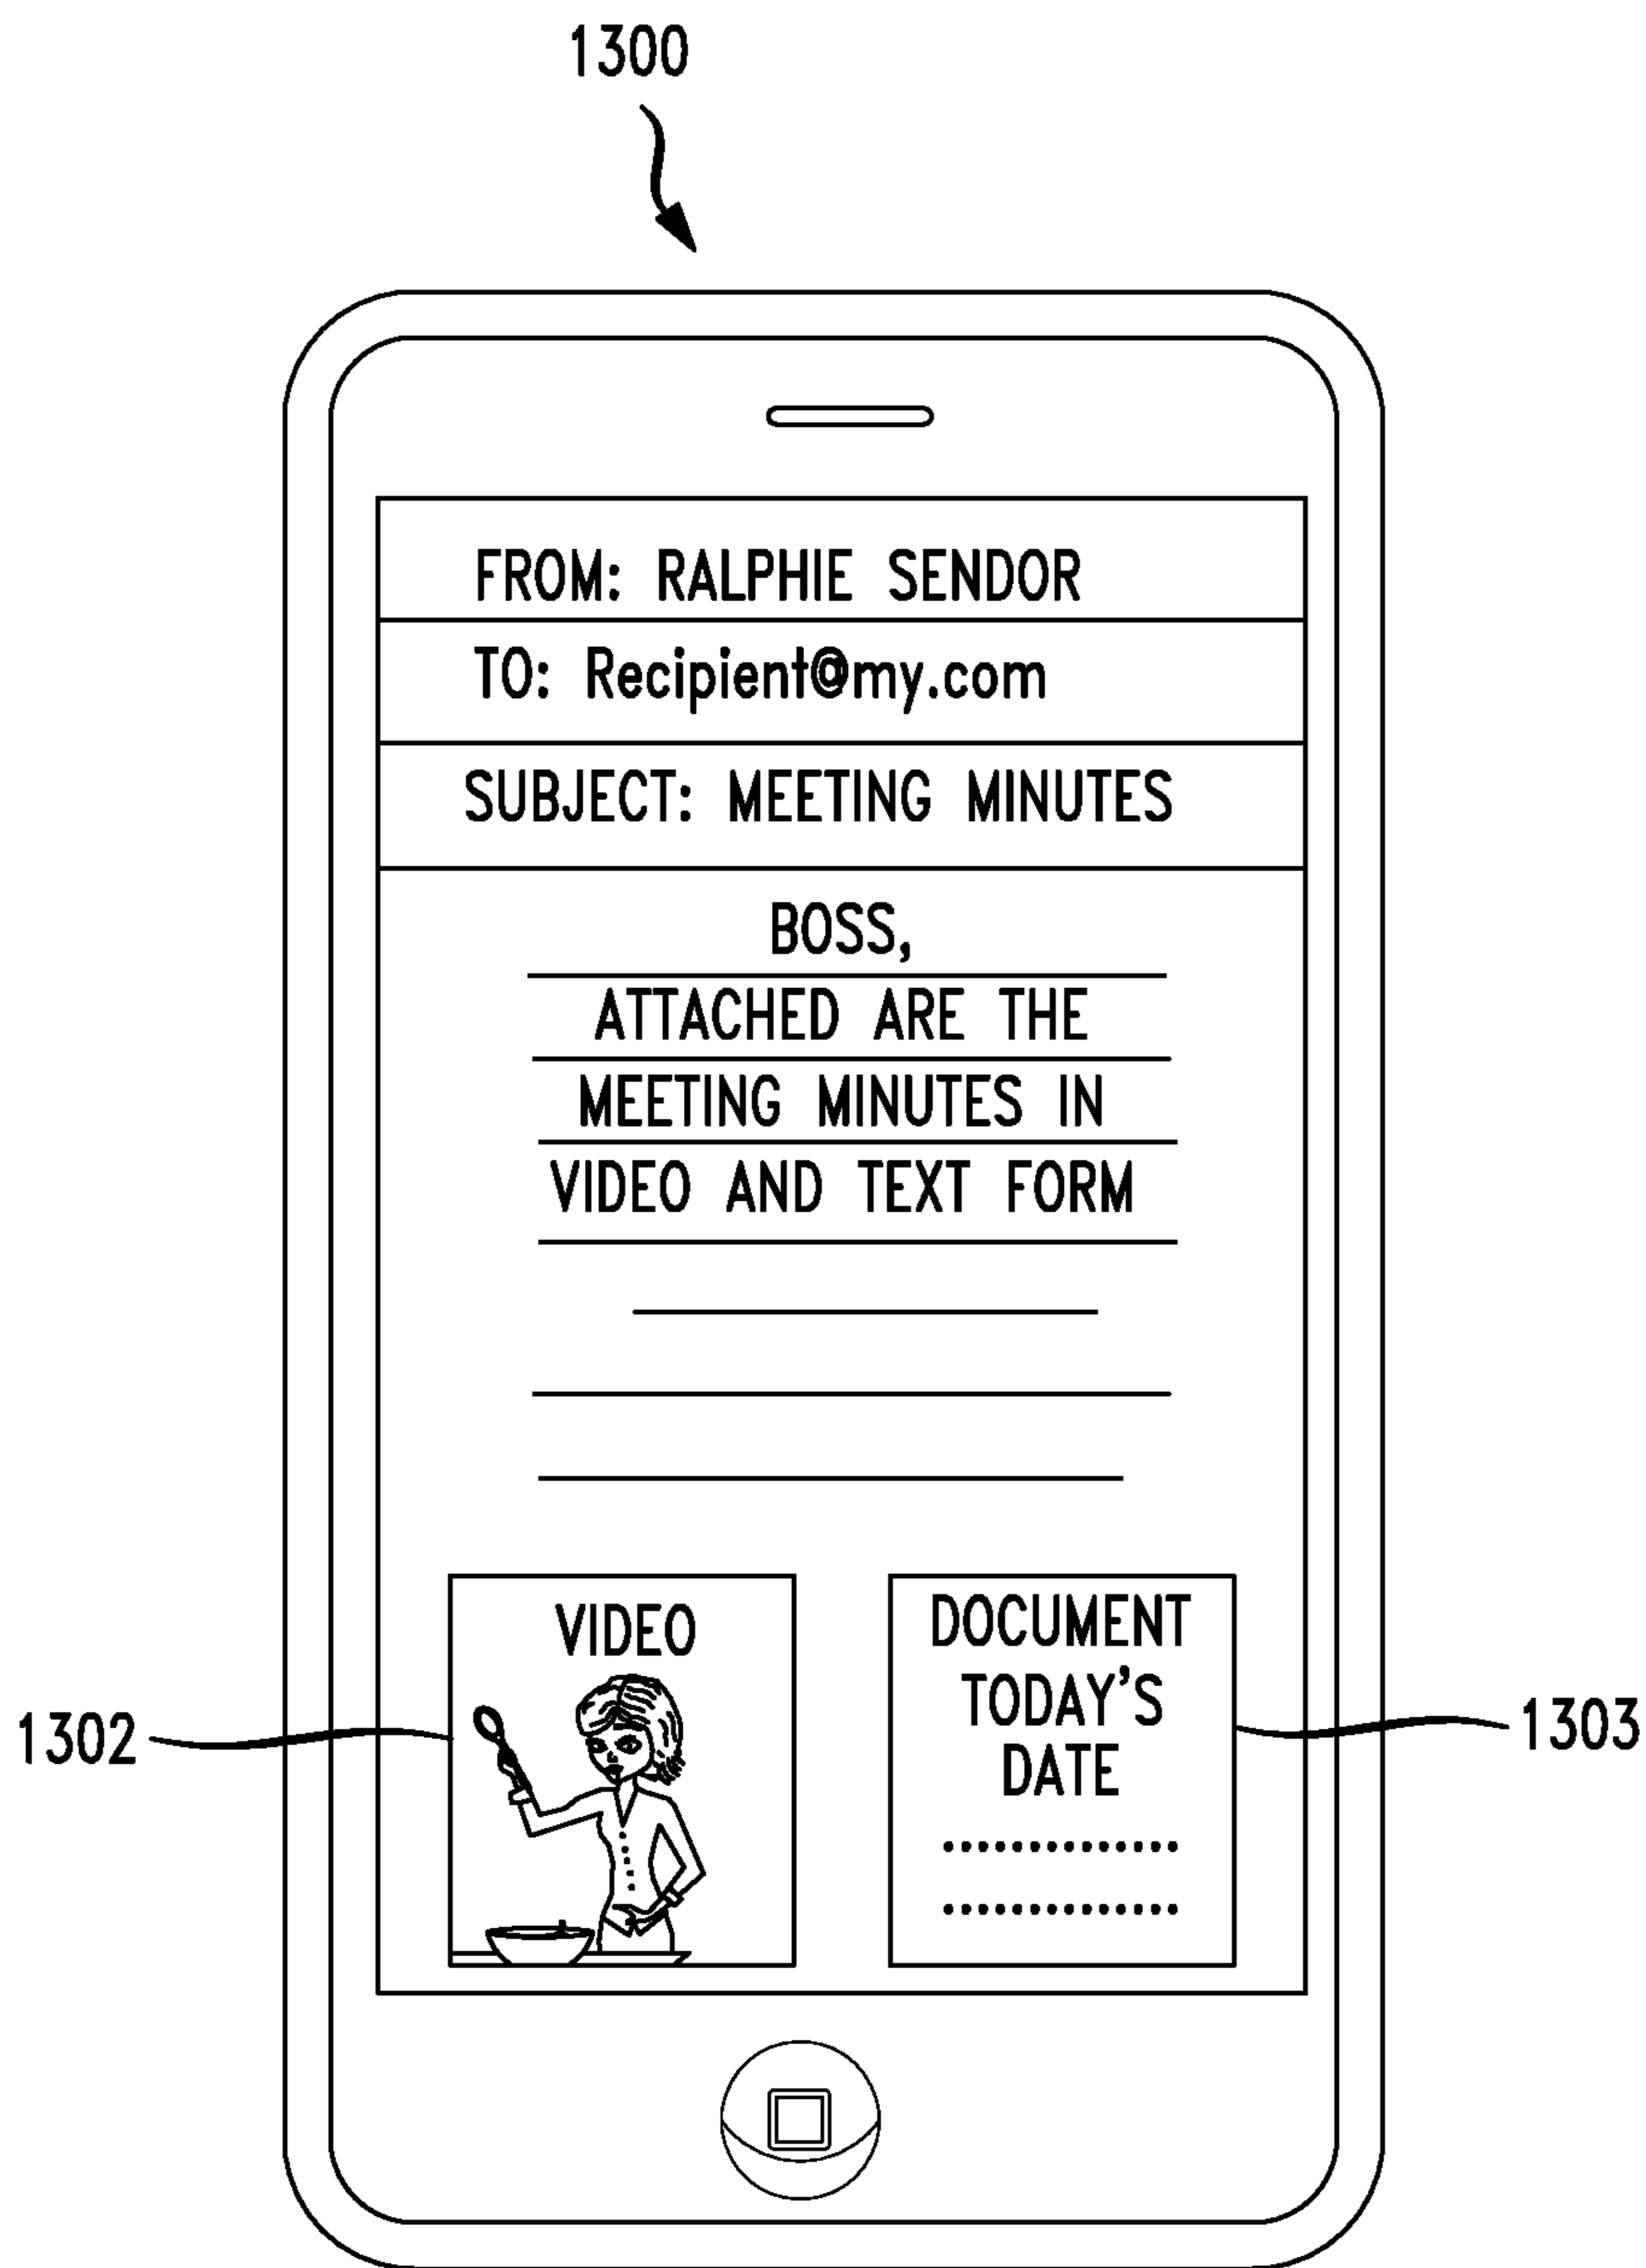 1300
FROM: RALPHIE SENDOR
TO: Recipient@my.com
SUBJECT: MEETING MINUTES
BOSS,
ATTACHED ARE THE
MEETING MINUTES IN
VIDEO AND TEXT FORM
VIDEO
DOCUMENT
TODAY'S
DATE
1302
1303